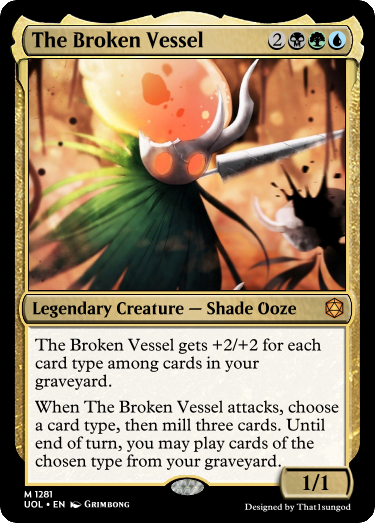 The Broken Vessel 2
Legendary Creature — Shade Ooze
The Broken Vessel gets +2/+2 for each
card type among cards in your
graveyard.
When The Broken Vessel attacks, choose
a card type, then mill three cards. Until
end of turn, you may play cards of the
chosen type from your graveyard.
1/1
M 1281
UOL • EN Grimbong
Designed by That1sungod